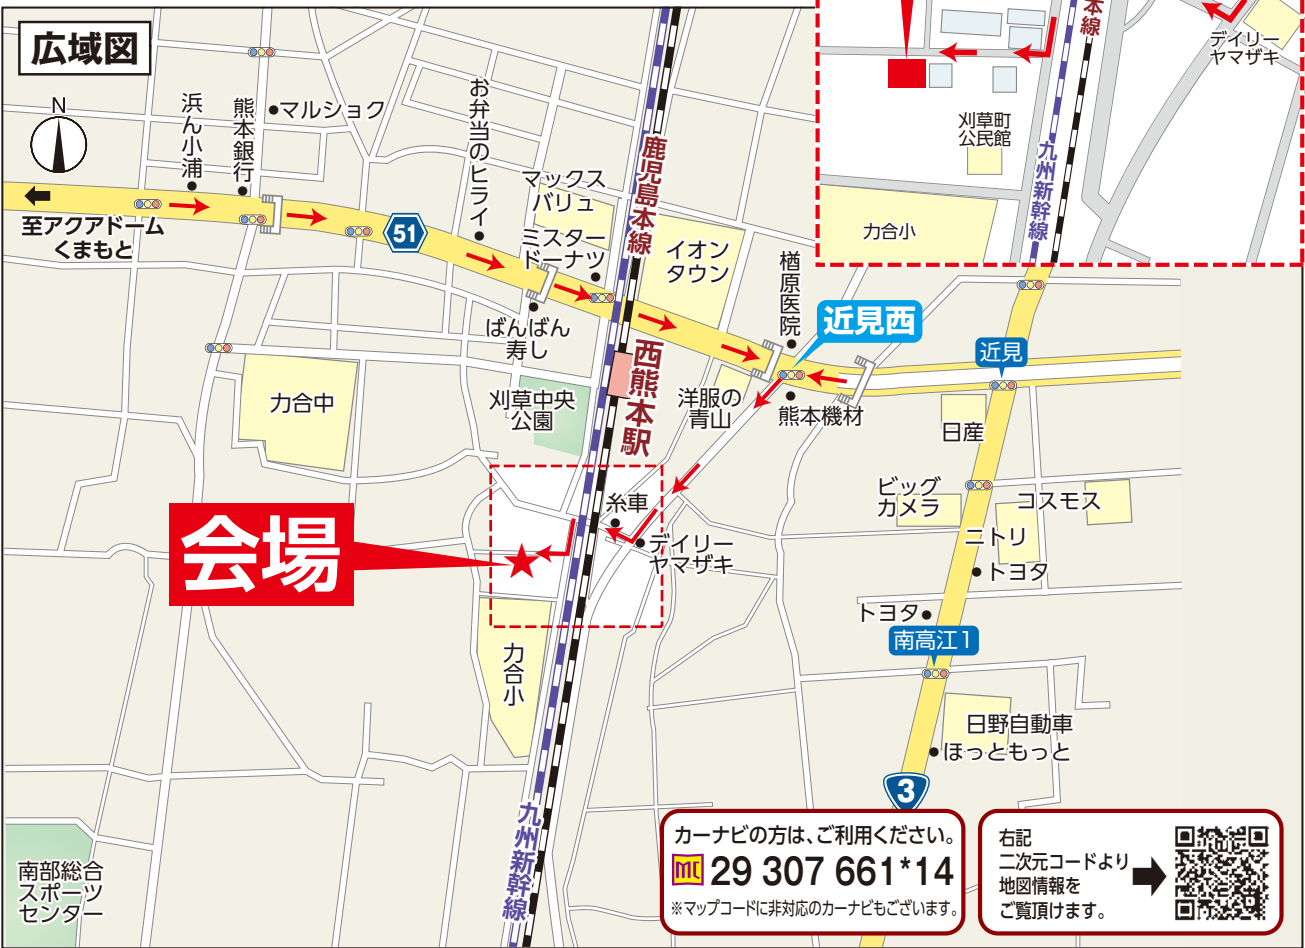 広域図
N
浜ん小浦
熊本銀行
マルショク
お弁当のヒライ
鹿児島本線
マックス
バリュ
ミスター
ドーナツ
イオン
タウン
至アクアドーム
くまもと
51
楢原医院
近見西
ばんばん
寿し
西熊本駅
洋服の
青山
熊本機材
近見
力合中
刈草中央
公園
日産
ビッグ
カメラ
コスモス
ニトリ
トヨタ
トヨタ
南高江1
会場
糸車
デイリー
ヤマザキ
力合小
日野自動車
ほっともっと
3
九州新幹線
南部総合
スポーツ
センター
本線
デイリー
ヤマザキ
刈草町
公民館
九州新幹線
力合小
カーナビの方は、ご利用ください。
mc 29 307 661*14
※マップコードに非対応のカーナビもございます。
右記
二次元コードより
地図情報を
ご覧頂けます。